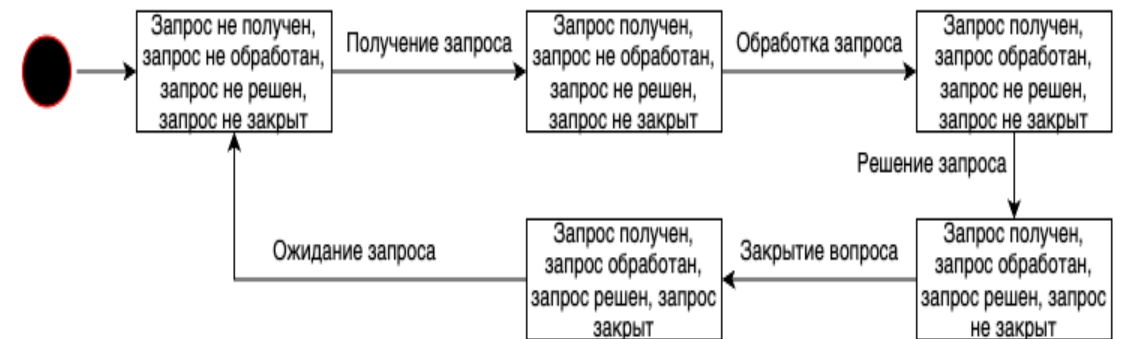 Запрос не получен,
запрос не обработан,
запрос не решен,
запрос не закрыт
Получение запроса
Запрос получен,
запрос не обработан,
запрос не решен,
запрос не закрыт
Обработка запроса
Запрос получен,
запрос обработан,
запрос не решен,
запрос не закрыт
Решение запроса
Запрос получен,
запрос обработан,
запрос решен, запрос
не закрыт
Закрытие вопроса
Запрос получен,
запрос обработан,
запрос решен, запрос
закрыт
Ожидание запроса